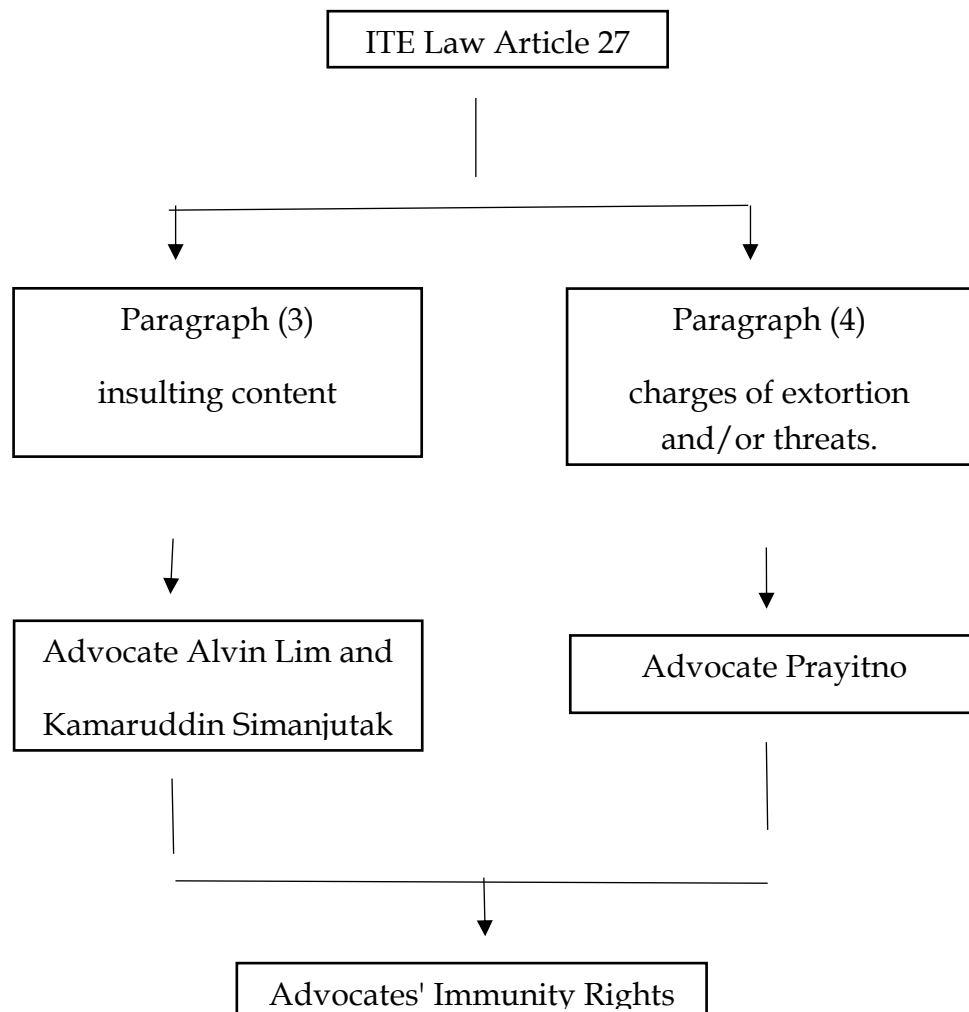 ITE Law Article 27
Paragraph (3)
insulting content
Paragraph (4)
charges of extortion
and/or threats.
Advocate Alvin Lim and
Kamaruddin Simanjutak
Advocate Prayitno
Advocates' Immunity Rights